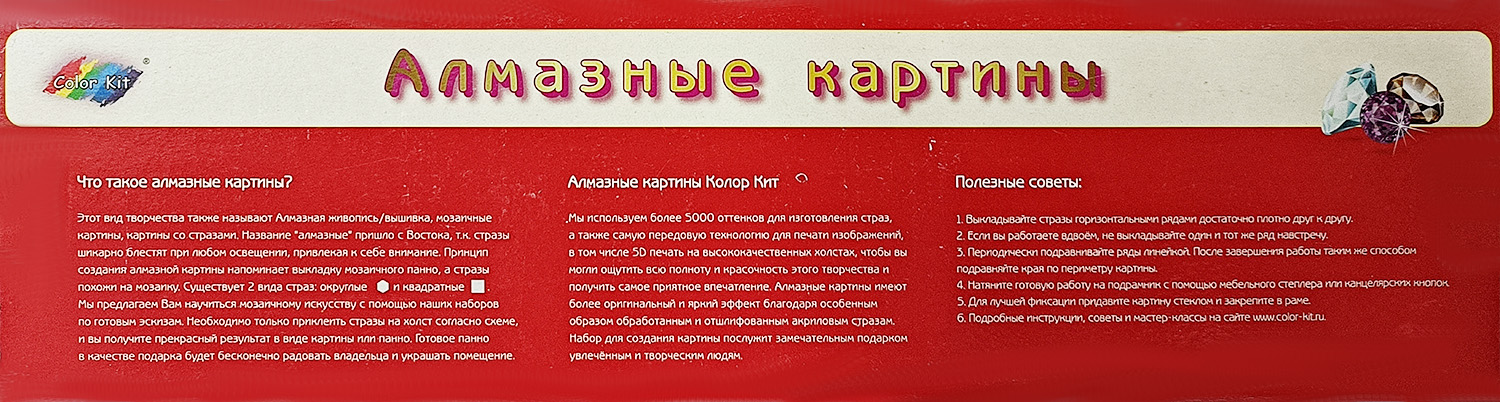 Color Kit ®
Алмазные картины
Что такое алмазные картины?
Этот вид творчества также называют Алмазная живопись/вышивка, мозаичные
картины, картины со стразами. Название "алмазные" пришло с Востока, т.к. стразы
шикарно блестят при любом освещении, привлекая к себе внимание. Принцип
создания алмазной картины напоминает выкладку мозаичного панно, а стразы
похожи на мозаику. Существует 2 вида страз: округлые и квадратные .
Мы предлагаем Вам научиться мозаичному искусству с помощью наших наборов
по готовым эскизам. Необходимо только приклеить стразы на холст согласно схеме,
и вы получите прекрасный результат в виде картины или панно. Готовое панно
в качестве подарка будет бесконечно радовать владельца и украшать помещение.
Алмазные картины Колор Кит
Мы используем более 5000 оттенков для изготовления страз,
а также самую передовую технологию для печати изображений,
в том числе 5D печать на высококачественных холстах, чтобы вы
могли ощутить всю полноту и красочность этого творчества и
получить самое приятное впечатление. Алмазные картины имеют
более оригинальный и яркий эффект благодаря особенным
образом обработанным и отшлифованным акриловым стразам.
Набор для создания картины послужит замечательным подарком
увлечённым и творческим людям.
Полезные советы:
1. Выкладывайте стразы горизонтальными рядами достаточно плотно друг к другу.
2. Если вы работаете вдвоём, не выкладывайте один и тот же ряд навстречу.
3. Периодически подравнивайте ряды линейкой. После завершения работы таким же способом
подравняйте края по периметру картины.
4. Натяните готовую работу на подрамник с помощью мебельного степлера или канцелярских кнопок.
5. Для лучшей фиксации придавите картину стеклом и закрепите в раме.
6. Подробные инструкции, советы и мастер-классы на сайте www.color-kit.ru.